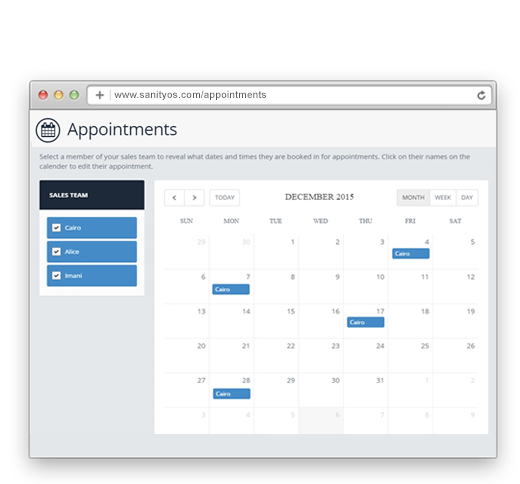 www.sanityos.com/appointments
Appointments
Select a member of your sales team to reveal what dates and times they are booked in for appointments. Click on their names on the
calender to edit their appointment.
SALES TEAM
Cairo
Alice
Imani
TODAY
DECEMBER 2015
MONTH WEEK DAY
SUN MON TUE WED THU FRI SAT
29 30 1 2 3 4 5
Cairo
6 7 8 9 10 11 12
Cairo
13 14 15 16 17 18 19
Cairo
20 21 22 23 24 25 26
27 28 29 30 31 1 2
Cairo
3 4 5 6 7 8 9